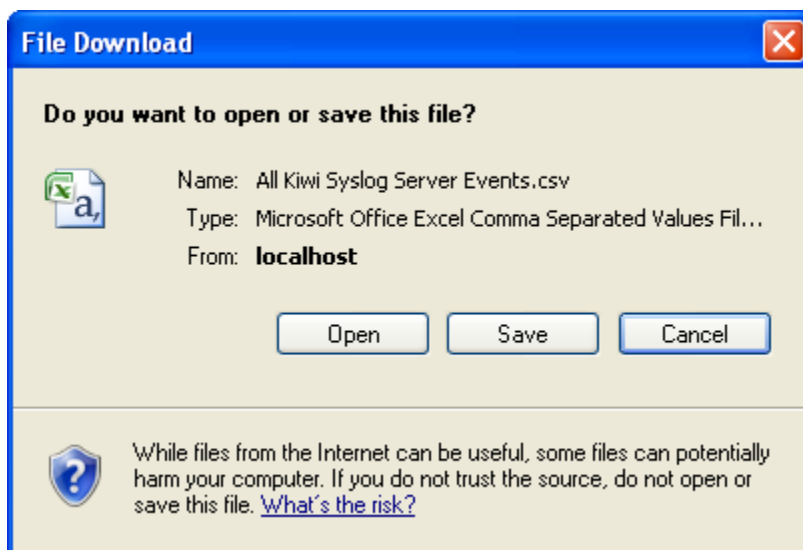 File Download
Do you want to open or save this file?
Name: All Kiwi Syslog Server Events.csv
Type: Microsoft Office Excel Comma Separated Values Fil...
From: localhost
a,
Open Save Cancel
While files from the Internet can be useful, some files can potentially
harm your computer. If you do not trust the source, do not open or
save this file. What's the risk?